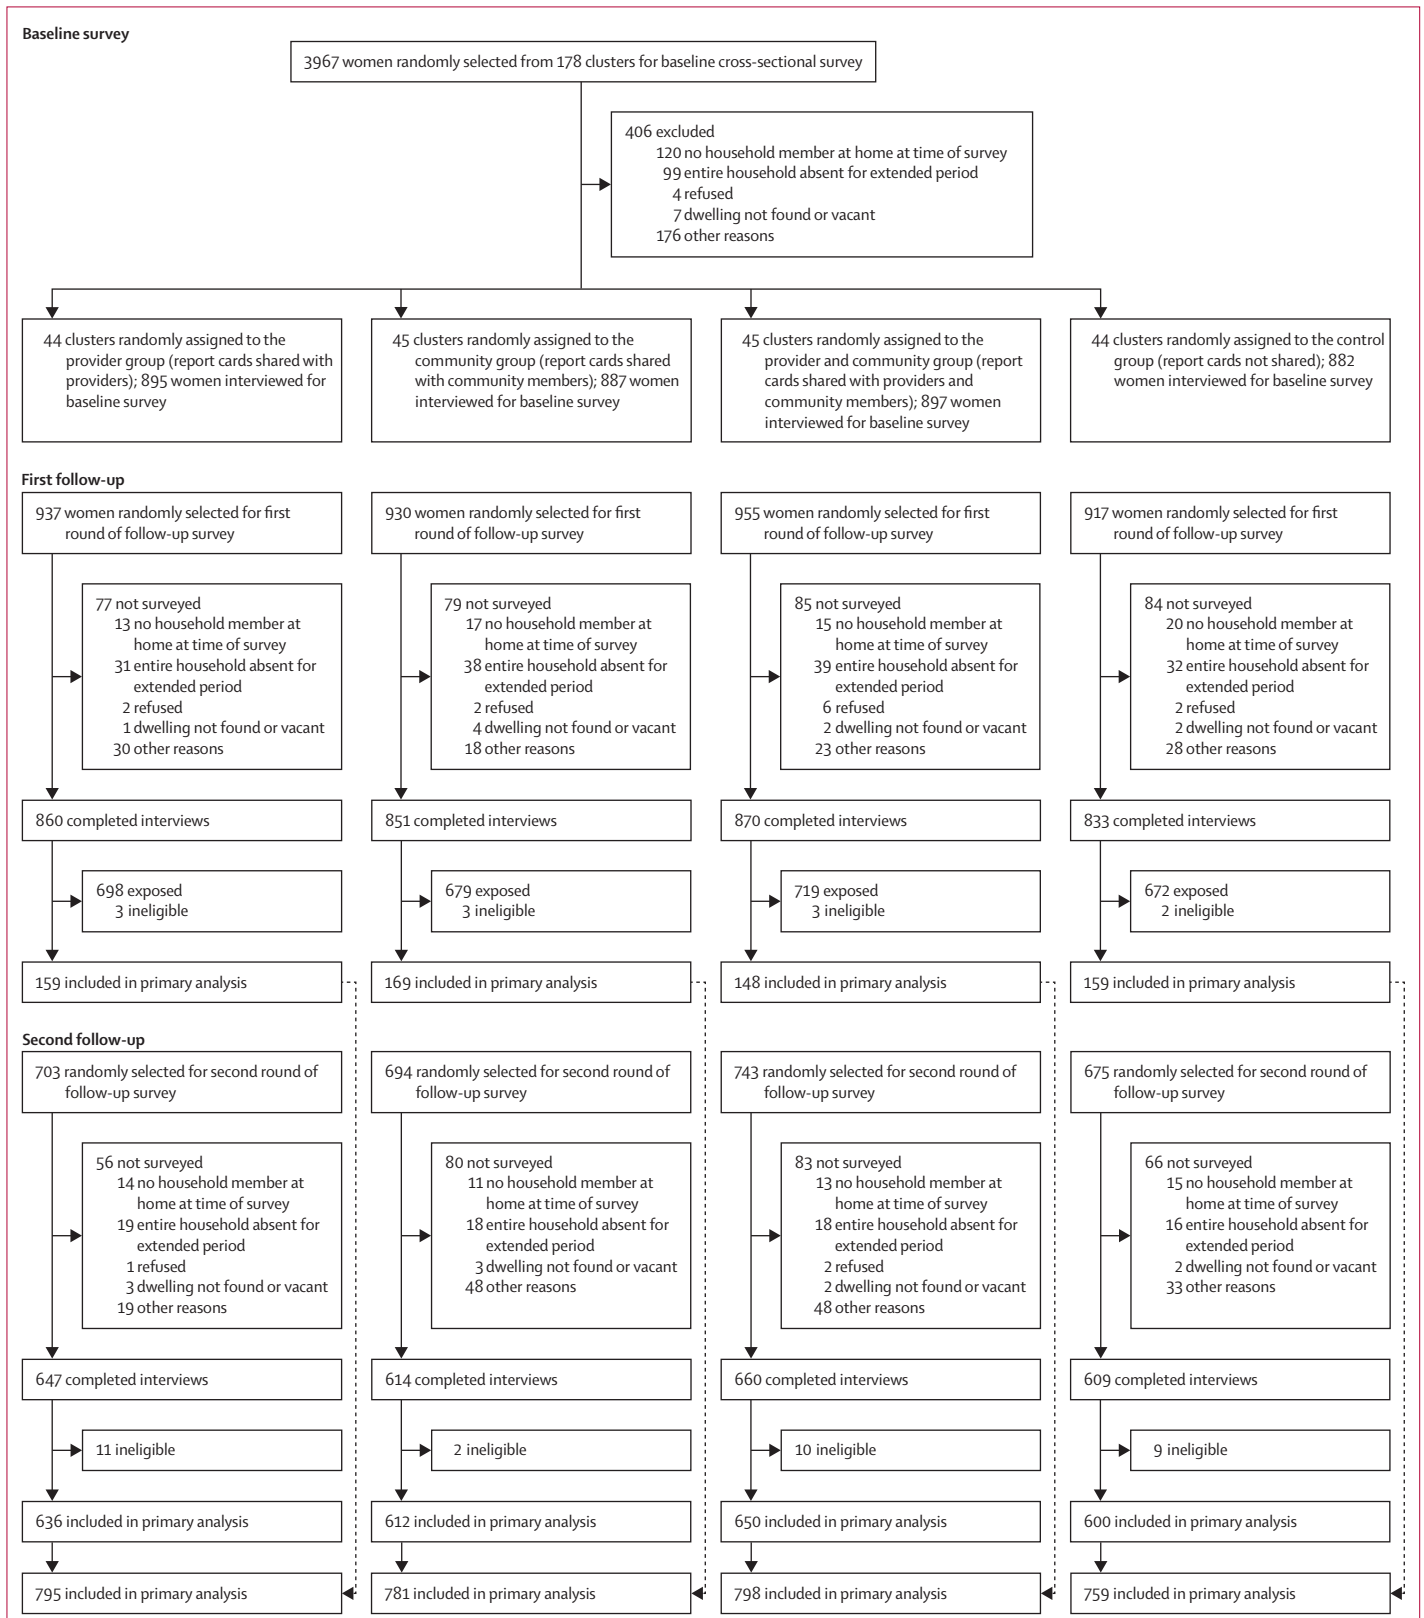 Baseline survey
3967 women randomly selected from 178 clusters for baseline cross-sectional survey
406 excluded
120 no household member at home at time of survey
99 entire household absent for extended period
4 refused
7 dwelling not found or vacant
176 other reasons
44 clusters randomly assigned to the
provider group (report cards shared with
providers); 895 women interviewed for
baseline survey
45 clusters randomly assigned to the
community group (report cards shared
with community members); 887 women
interviewed for baseline survey
45 clusters randomly assigned to the
provider and community group (report
cards shared with providers and
community members); 897 women
interviewed for baseline survey
44 clusters randomly assigned to the control
group (report cards not shared); 882
women interviewed for baseline survey
First follow-up
937 women randomly selected for first
round of follow-up survey
930 women randomly selected for first
round of follow-up survey
955 women randomly selected for first
round of follow-up survey
917 women randomly selected for first
round of follow-up survey
77 not surveyed
13 no household member at
home at time of survey
31 entire household absent for
extended period
2 refused
1 dwelling not found or vacant
30 other reasons
79 not surveyed
17 no household member at
home at time of survey
38 entire household absent for
extended period
2 refused
4 dwelling not found or vacant
18 other reasons
85 not surveyed
15 no household member at
home at time of survey
39 entire household absent for
extended period
6 refused
2 dwelling not found or vacant
23 other reasons
84 not surveyed
20 no household member at
home at time of survey
32 entire household absent for
extended period
2 refused
2 dwelling not found or vacant
28 other reasons
860 completed interviews
851 completed interviews
870 completed interviews
833 completed interviews
698 exposed
3 ineligible
679 exposed
3 ineligible
719 exposed
3 ineligible
672 exposed
2 ineligible
159 included in primary analysis
169 included in primary analysis
148 included in primary analysis
159 included in primary analysis
Second follow-up
703 randomly selected for second round of
follow-up survey
694 randomly selected for second round of
follow-up survey
743 randomly selected for second round of
follow-up survey
675 randomly selected for second round of
follow-up survey
56 not surveyed
14 no household member at
home at time of survey
19 entire household absent for
extended period
1 refused
3 dwelling not found or vacant
19 other reasons
80 not surveyed
11 no household member at
home at time of survey
18 entire household absent for
extended period
3 dwelling not found or vacant
48 other reasons
83 not surveyed
13 no household member at
home at time of survey
18 entire household absent for
extended period
2 refused
2 dwelling not found or vacant
48 other reasons
66 not surveyed
15 no household member at
home at time of survey
16 entire household absent for
extended period
2 dwelling not found or vacant
33 other reasons
647 completed interviews
614 completed interviews
660 completed interviews
609 completed interviews
11 ineligible
2 ineligible
10 ineligible
9 ineligible
636 included in primary analysis
612 included in primary analysis
650 included in primary analysis
600 included in primary analysis
795 included in primary analysis
781 included in primary analysis
798 included in primary analysis
759 included in primary analysis